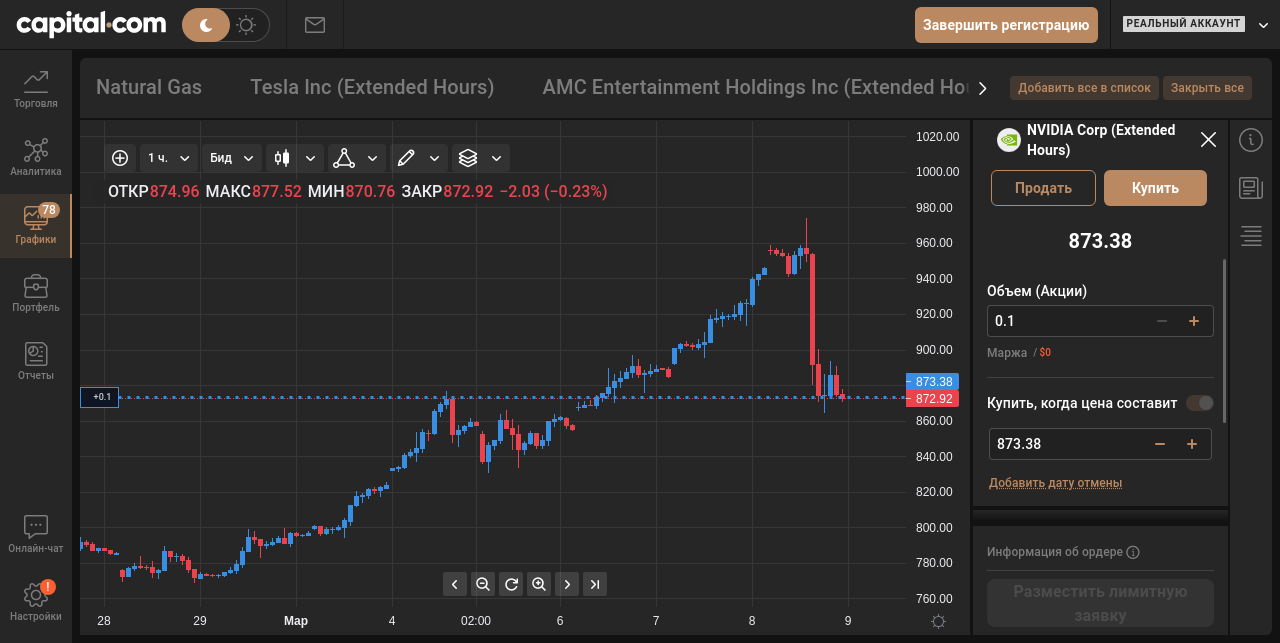 capital.com
Завершить регистрацию
РЕАЛЬНЫЙ АККАУНТ
Торговля
Аналитика
78
Графики
Портфель
Отчеты
Онлайн-чат
!
Настройки
Natural Gas
Tesla Inc (Extended Hours)
AMC Entertainment Holdings Inc (Extended Hou
Добавить все в список
Закрыть все
1 ч.
Бид
ОТКР874.96 МАКС877.52 МИН870.76 ЗАКР872.92 −2.03 (−0.23%)
+0.1
1020.00
1000.00
980.00
960.00
940.00
920.00
900.00
873.38
872.92
860.00
840.00
820.00
800.00
780.00
760.00
28
29
Мар
4
02:00
6
7
8
9
NVIDIA Corp (Extended
Hours)
Продать
Купить
873.38
Объем (Акции)
0.1
Маржа / $0
Купить, когда цена составит
873.38
Добавить дату отмены
Информация об ордере
Разместить лимитную
заявку